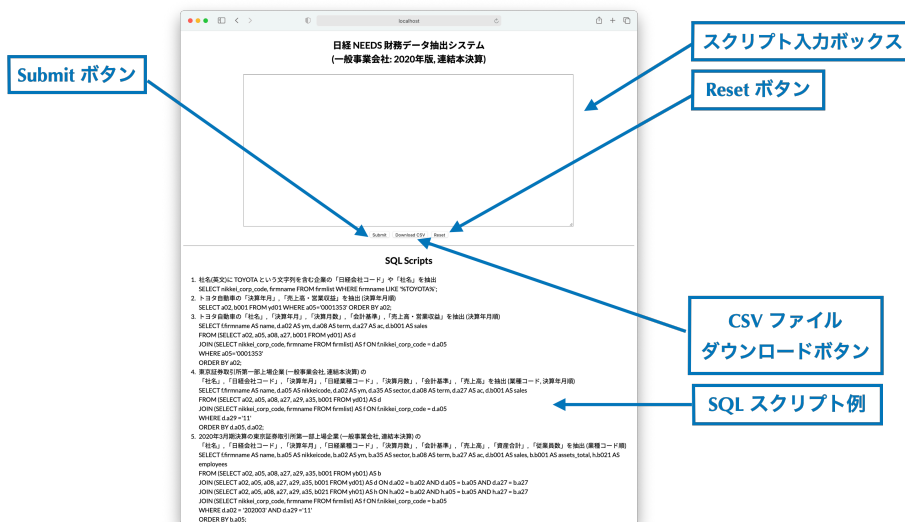 localhost
日経 NEEDS 財務データ抽出システム
(一般事業会社: 2020年版, 連結本決算)
スクリプト入力ボックス
Submit ボタン
Reset ボタン
Submit
Download CSV
Reset
SQL Scripts
1. 社名(英文)に TOYOTA という文字列を含む企業の「日経会社コード」や「社名」を抽出
SELECT nikkei_corp_code, firmname FROM firmlist WHERE firmname LIKE '%TOYOTA%';
2. トヨタ自動車の「決算年月」,「売上高・営業収益」を抽出 (決算年月順)
SELECT a02, b001 FROM yd01 WHERE a05='0001353' ORDER BY a02;
3. トヨタ自動車の「社名」,「決算年月」,「決算月数」,「会計基準」,「売上高・営業収益」を抽出 (決算年月順)
SELECT f.firmname AS name, d.a02 AS ym, d.a08 AS term, d.a27 AS ac, d.b001 AS sales
FROM (SELECT a02, a05, a08, a27, b001 FROM yd01) AS d
JOIN (SELECT nikkei_corp_code, firmname FROM firmlist) AS f ON f.nikkei_corp_code = d.a05
WHERE a05='0001353'
ORDER BY a02;
CSV ファイル
ダウンロードボタン
4. 東京証券取引所第一部上場企業 (一般事業会社, 連結本決算) の
「社名」,「日経会社コード」,「決算年月」,「日経業種コード」,「決算月数」,「会計基準」,「売上高」を抽出 (業種コード, 決算年月順)
SELECT f.firmname AS name, d.a05 AS nikkeicode, d.a02 AS ym, d.a35 AS sector, d.a08 AS term, d.a27 AS ac, d.b001 AS sales
FROM (SELECT a02, a05, a08, a27, a29, a35, b001 FROM yd01) AS d
JOIN (SELECT nikkei_corp_code, firmname FROM firmlist) AS f ON f.nikkei_corp_code = d.a05
WHERE d.a29 ='11'
ORDER BY d.a05, d.a02;
SQL スクリプト例
5. 2020年3月期決算の東京証券取引所第一部上場企業 (一般事業会社, 連結本決算) の
「社名」,「日経会社コード」,「決算年月」,「日経業種コード」,「決算月数」,「会計基準」,「売上高」,「資産合計」,「従業員数」を抽出 (業種コード順)
SELECT f.firmname AS name, b.a05 AS nikkeicode, b.a02 AS ym, b.a35 AS sector, b.a08 AS term, b.a27 AS ac, d.b001 AS sales, b.b001 AS assets_total, h.b021 AS
employees
FROM (SELECT a02, a05, a08, a27, a29, a35, b001 FROM yb01) AS b
JOIN (SELECT a02, a05, a08, a27, a29, a35, b001 FROM yd01) AS d ON d.a02 = b.a02 AND d.a05 = b.a05 AND d.a27 = b.a27
JOIN (SELECT a02, a05, a08, a27, a29, a35, b021 FROM yh01) AS h ON h.a02 = b.a02 AND h.a05 = b.a05 AND h.a27 = b.a27
JOIN (SELECT nikkei_corp_code, firmname FROM firmlist) AS f ON f.nikkei_corp_code = b.a05
WHERE d.a02 = '202003' AND d.a29 ='11'
ORDER BY b.a05;